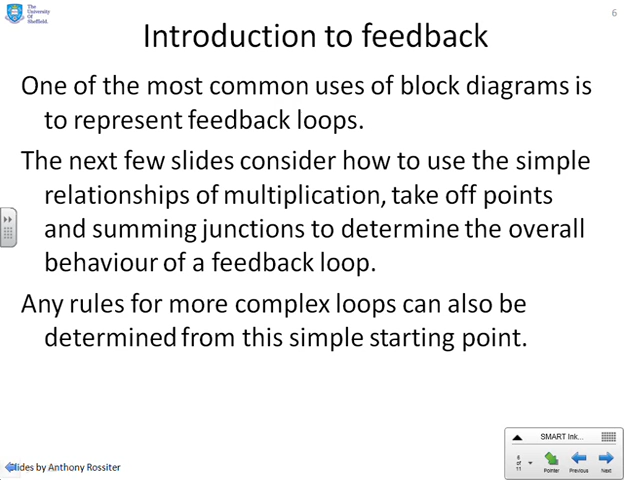 The
University
Of
Sheffield.
6
Introduction to feedback
One of the most common uses of block diagrams is
to represent feedback loops.
The next few slides consider how to use the simple
relationships of multiplication, take off points
and summing junctions to determine the overall
behaviour of a feedback loop.
Any rules for more complex loops can also be
determined from this simple starting point.
SMART Ink...
6
of
11
Pointer
Previous
Next
Slides by Anthony Rossiter